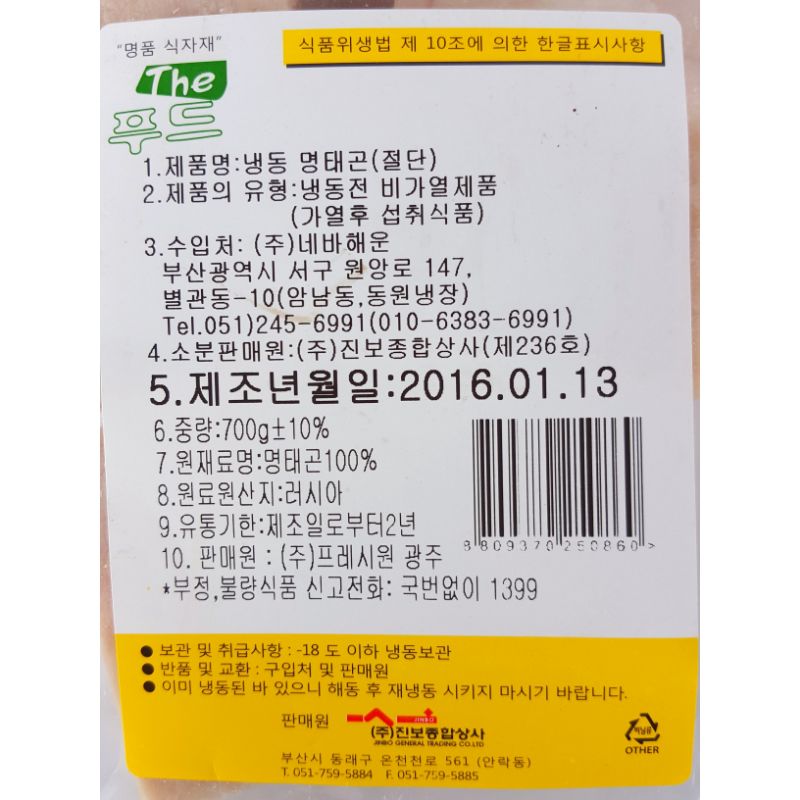 "명품 식자재"
식품위생법 제 10조에 의한 한글표시사항
The
푸드
1.제품명:냉동 명태곤(절단)
2.제품의 유형:냉동전 비가열제품
(가열후 섭취식품)
3.수입처: (주)네바해운
부산광역시 서구 원양로 147,
별관동-10(암남동,동원냉장)
Tel.051)245-6991(010-6383-6991)
4.소분판매원:(주)진보종합상사(제236호)
5.제조년월일:2016.01.13
6.중량:700g±10%
7.원재료명:명태곤100%
8.원료원산지:러시아
9.유통기한:제조일로부터2년
10. 판매원 : (주)프레시원 광주
8 809370 250860 >
*부정,불량식품 신고전화: 국번없이 1399
● 보관 및 취급사항 : -18 도 이하 냉동보관
● 반품 및 교환 : 구입처 및 판매원
● 이미 냉동된 바 있으니 해동 후 재냉동 시키지 마시기 바랍니다.
판매원
JINBO
(주)진보종합상사
JINBO GENERAL TRADING CO.LTD
비닐류
OTHER
부산시 동래구 온천천로 561 (안락동)
T. 051-759-5884 F. 051-759-5885